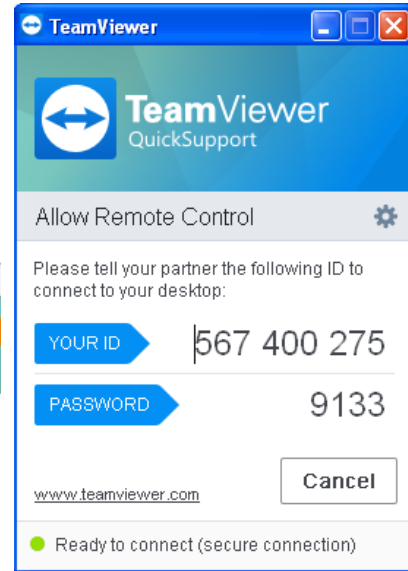 TeamViewer
TeamViewer
QuickSupport
Allow Remote Control
Please tell your partner the following ID to
connect to your desktop:
YOUR ID 567 400 275
PASSWORD 9133
www.teamviewer.com Cancel
Ready to connect (secure connection)